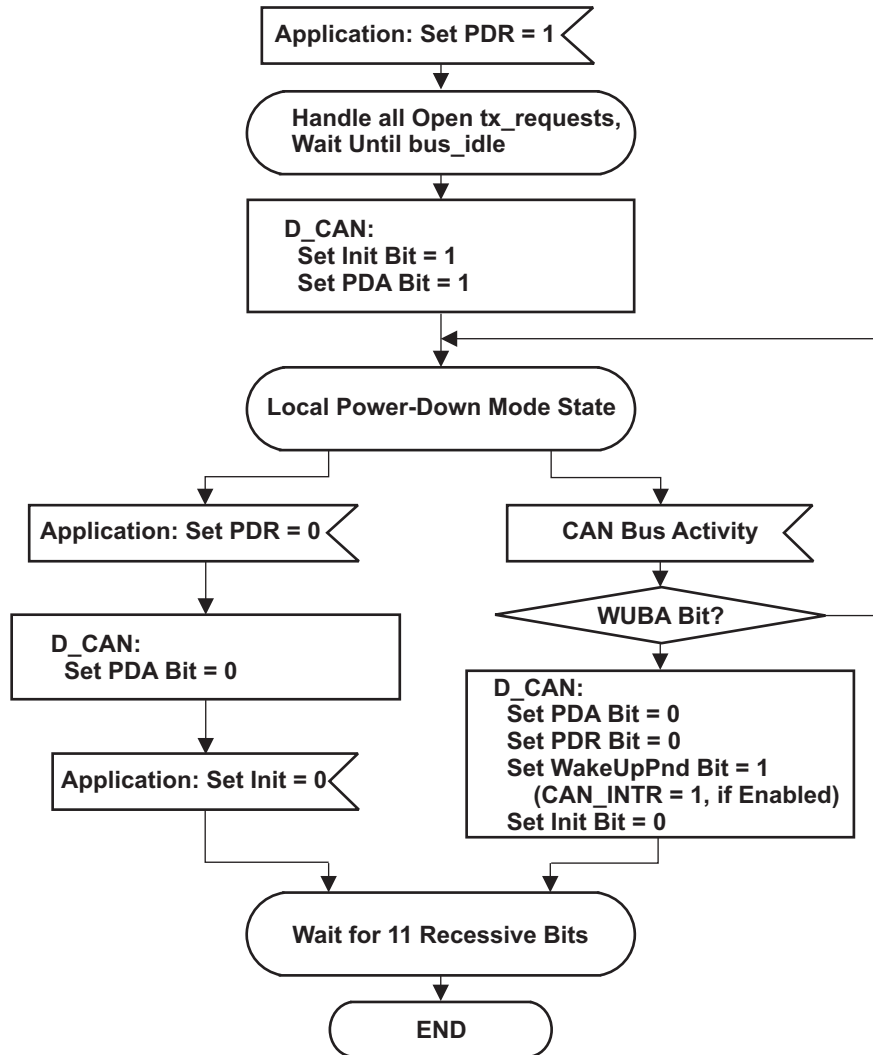 Application: Set PDR = 1
Handle all Open tx_requests,
Wait Until bus_idle
D_CAN:
Set Init Bit = 1
Set PDA Bit = 1
Local Power-Down Mode State
Application: Set PDR = 0
D_CAN:
Set PDA Bit = 0
Application: Set Init = 0
CAN Bus Activity
WUBA Bit?
D_CAN:
Set PDA Bit = 0
Set PDR Bit = 0
Set WakeUpPnd Bit = 1
(CAN_INTR = 1, if Enabled)
Set Init Bit = 0
Wait for 11 Recessive Bits
END